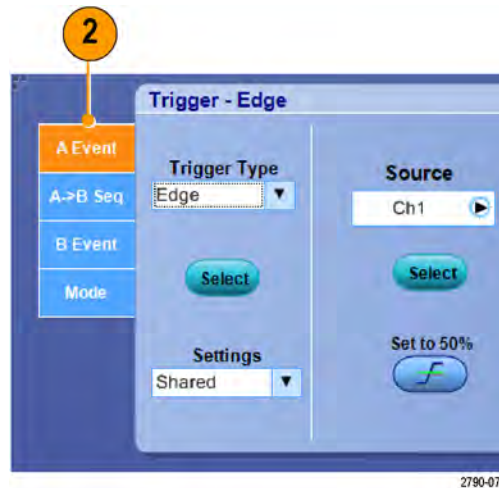 2
Trigger - Edge
A Event
A->B Seq
B Event
Mode
Trigger Type
Edge
Select
Settings
Shared
Source
Ch1
Select
Set to 50%
2790-07